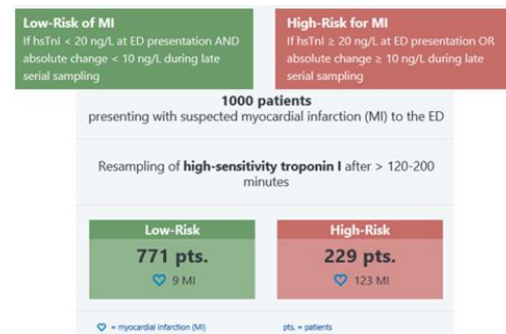 Low-Risk of MI
If hsTnI < 20 ng/L at ED presentation AND
absolute change < 10 ng/L during late
serial sampling
High-Risk for MI
If hsTnI ≥ 20 ng/L at ED presentation OR
absolute change ≥ 10 ng/L during late
serial sampling
1000 patients
presenting with suspected myocardial infarction (MI) to the ED
Resampling of high-sensitivity troponin I after > 120-200
minutes
Low-Risk
771 pts.
9 MI
High-Risk
229 pts.
123 MI
= myocardial infarction (MI)
pts. = patients